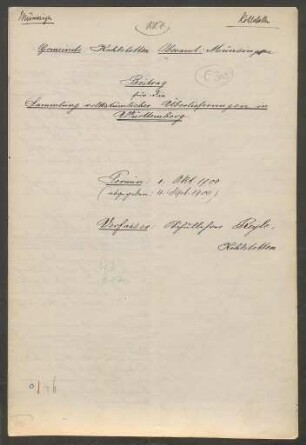 Münsingen
Kohlstetten
Gemeinde Kohlstetten Oberamt: Münsingen
Beitrag
für die
Sammlung volkstümlicher Überlieferungen in
Württemberg
Termin: 1. Okt 1900
(abgegeben: 4. Sept. 1900)
Verfasser: Schullehrer
Kohlstetten